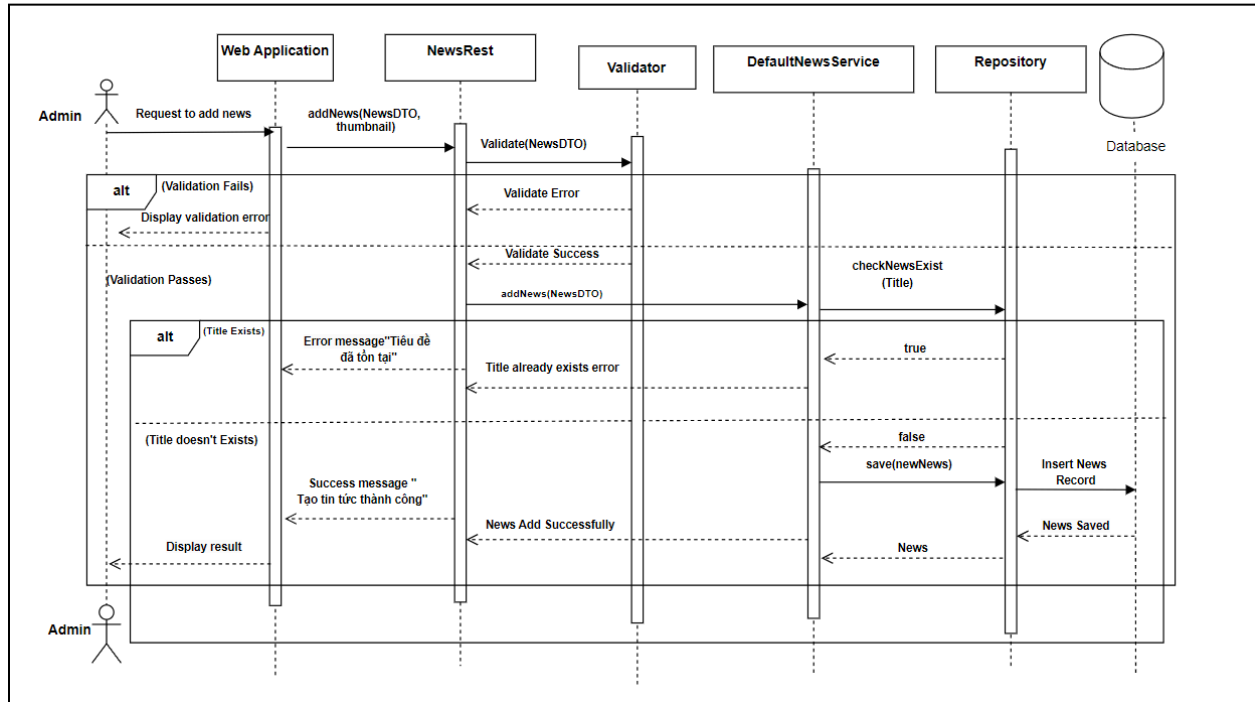 Web Application
NewsRest
Validator
DefaultNewsService
Repository
Admin
Request to add news
addNews(NewsDTO,
thumbnail)
Validate(NewsDTO)
Database
alt
(Validation Fails)
Validate Error
Display validation error
Validate Success
(Validation Passes)
checkNewsExist
(Title)
addNews(NewsDTO)
alt
(Title Exists)
Error message"Tiêu đề
đã tồn tại"
true
Title already exists error
(Title doesn't Exists)
false
save(newNews)
Insert News
Record
Success message "
Tạo tin tức thành công"
News Add Successfully
News Saved
Display result
News
Admin